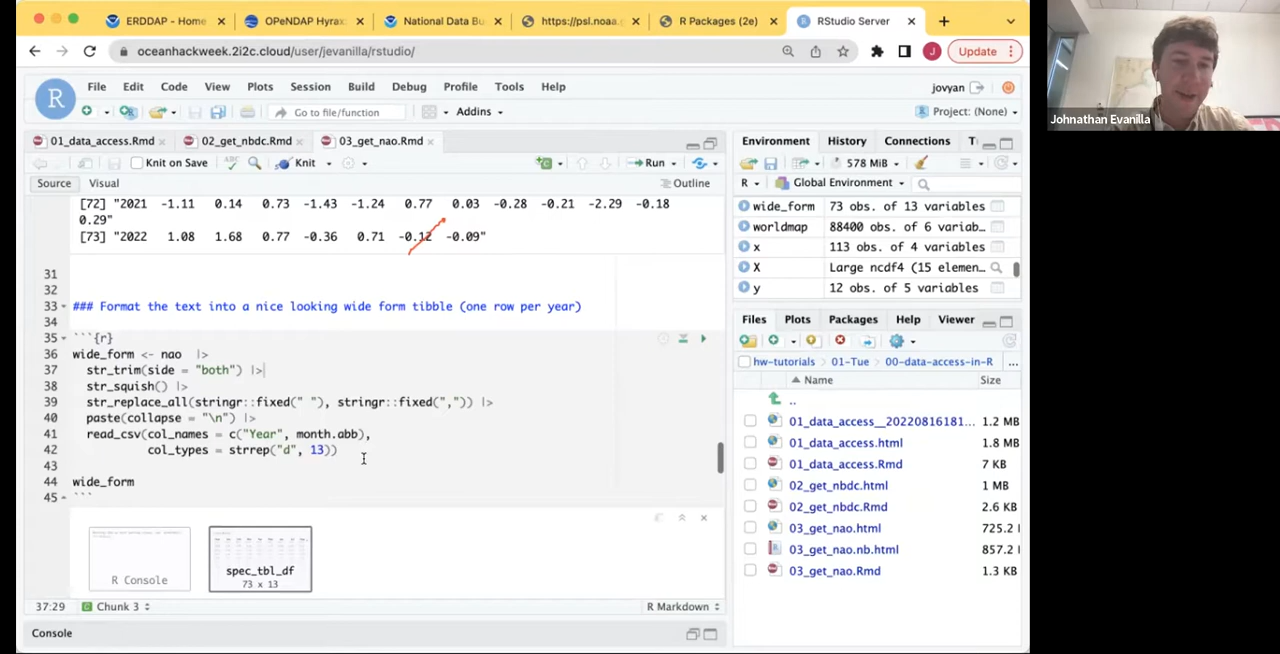 ERDDAP - Home
OPeNDAP Hyrax
National Data Bu
https://psl.noaa.
R Packages (2e)
RStudio Server
oceanhackweek.2i2c.cloud/user/jevanilla/rstudio/
J
Update
R
File Edit Code View Plots Session Build Debug Profile Tools Help
jovyan
Go to file/function
Addins
Project: (None)
01_data_access.Rmd
02_get_nbdc.Rmd
03_get_nao.Rmd
Knit on Save
ABC
Knit
Run
Source
Visual
Outline
[72] "2021 -1.11 0.14 0.73 -1.43 -1.24 0.77 0.03 -0.28 -0.21 -2.29 -0.18
0.29"
[73] "2022 1.08 1.68 0.77 -0.36 0.71 -0.12 -0.09"
31
32
33 ### Format the text into a nice looking wide form tibble (one row per year)
34
35 ```{r}
36 wide_form <- nao |>
37 str_trim(side = "both") |>
38 str_squish() |>
39 str_replace_all(stringr::fixed(" "), stringr::fixed(",")) |>
40 paste(collapse = "\n") |>
41 read_csv(col_names = c("Year", month.abb),
42 col_types = strrep("d", 13))
43
44 wide_form
45 ```
R Console
spec_tbl_df
73 x 13
37:29
Chunk 3
R Markdown
Console
Environment History Connections
578 MiB
R
Global Environment
wide_form 73 obs. of 13 variables
worldmap 88400 obs. of 6 variab…
x 113 obs. of 4 variables
X Large ncdf4 (15 elemen…
y 12 obs. of 5 variables
Files Plots Packages Help Viewer
hw-tutorials 01-Tue 00-data-access-in-R
...
Name Size
..
01_data_access__20220816181... 1.2 MB
01_data_access.html 1.8 MB
01_data_access.Rmd 7 KB
02_get_nbdc.html 1 MB
02_get_nbdc.Rmd 2.6 KB
03_get_nao.html 725.2
03_get_nao.nb.html 857.2
03_get_nao.Rmd 1.3 KB
Johnathan Evanilla